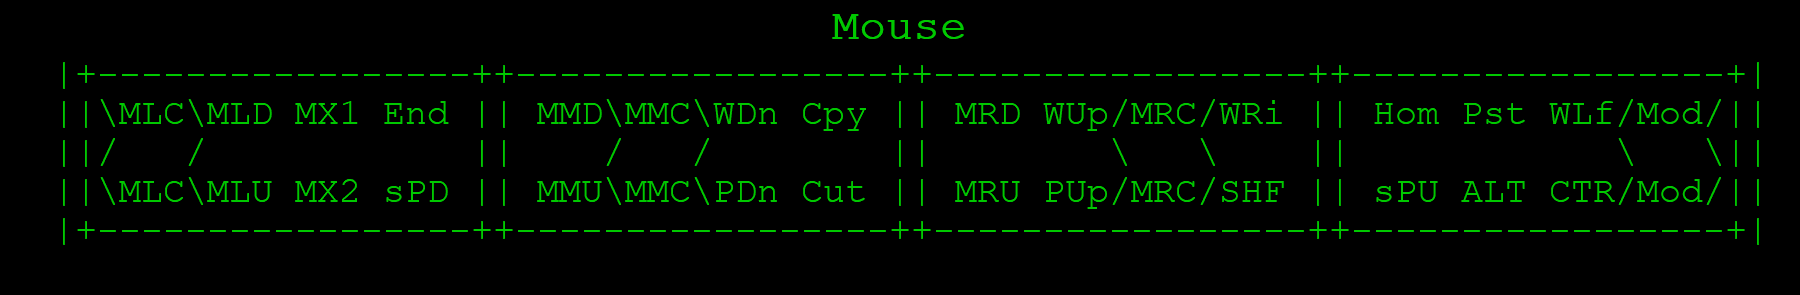 Mouse
|+-----------------++-----------------++-----------------++-----------------+|
||\MLC\MLD MX1 End || MMD\MMC\WDn Cpy || MRD WUp/MRC/WRi || Hom Pst WLf/Mod/||
||/   /            ||    /   /        ||        \   \    ||            \   \||
||\MLC\MLU MX2 sPD || MMU\MMC\PDn Cut || MRU PUp/MRC/SHF || sPU ALT CTR/Mod/||
|+-----------------++-----------------++-----------------++-----------------+|